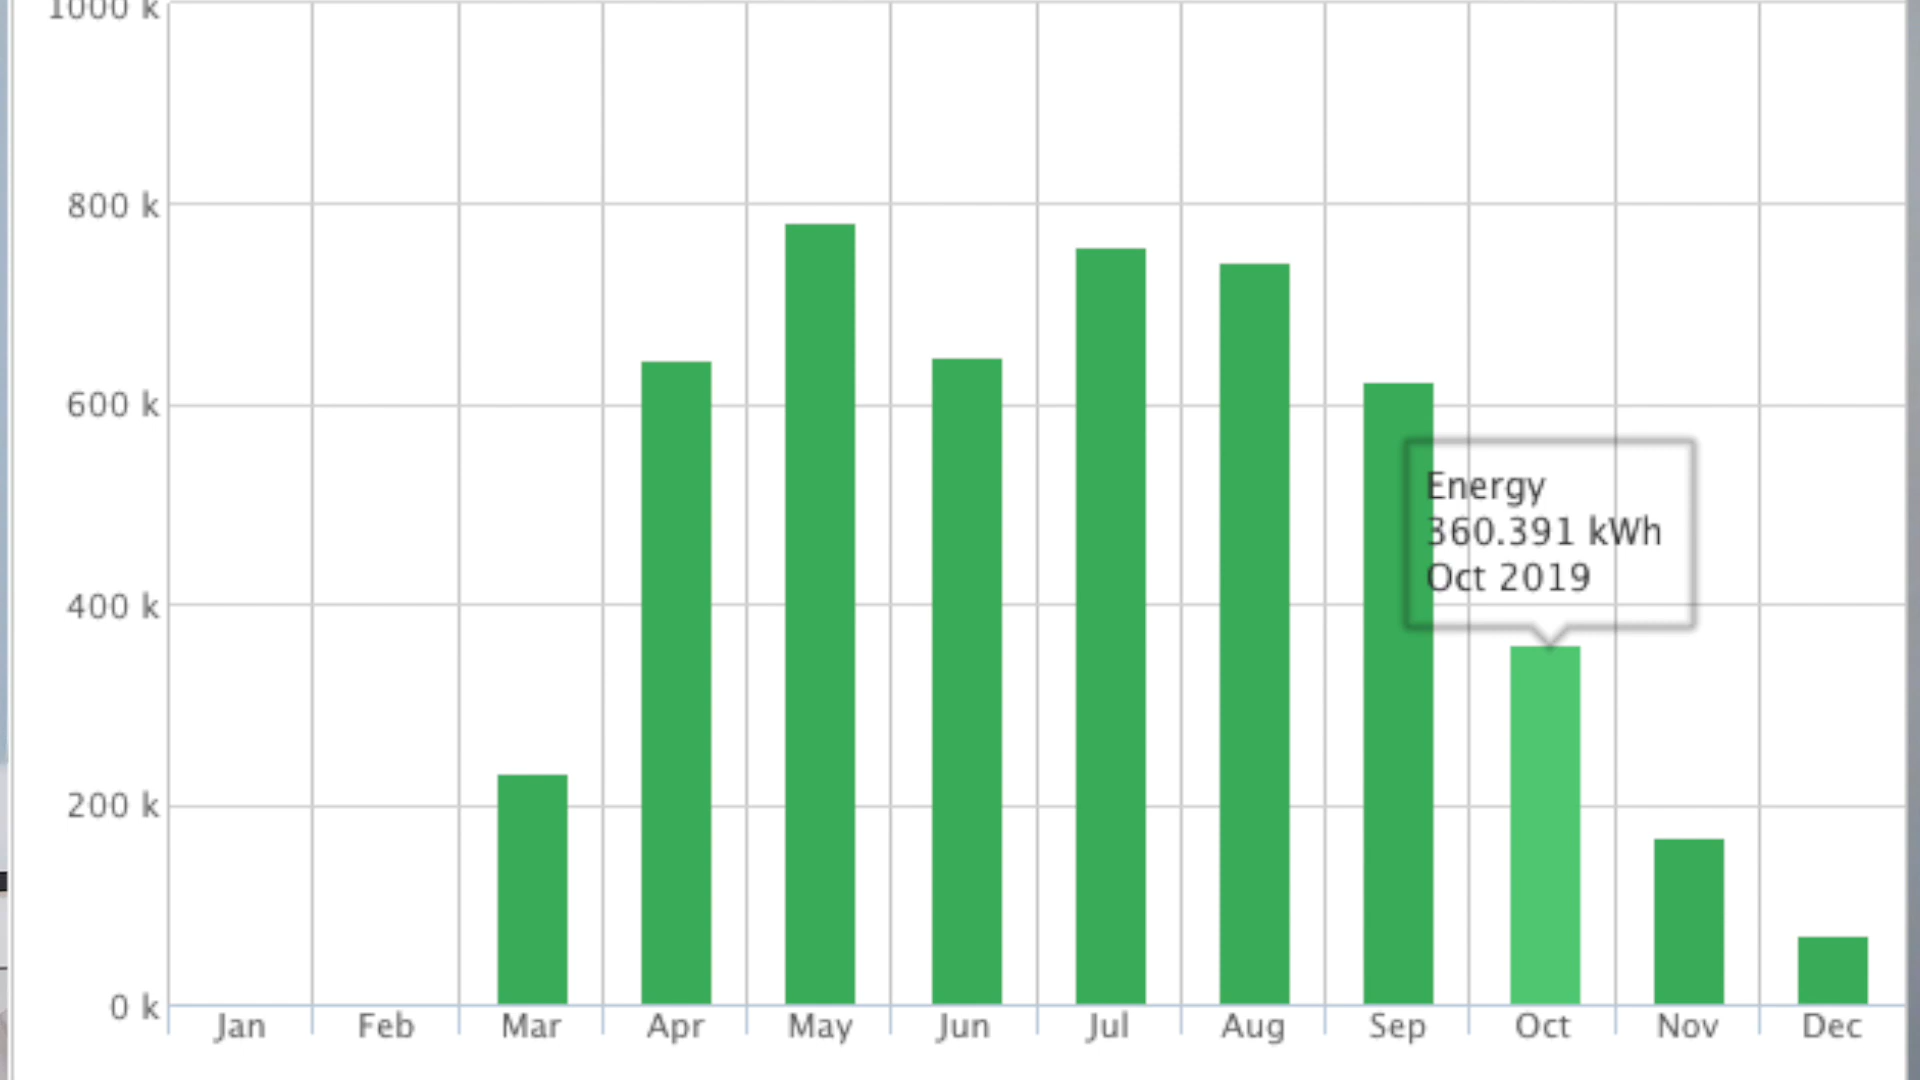 1000 k
800 k
600 k
400 k
200 k
0 k
Energy
360.391 kWh
Oct 2019
Jan Feb Mar Apr May Jun Jul Aug Sep Oct Nov Dec